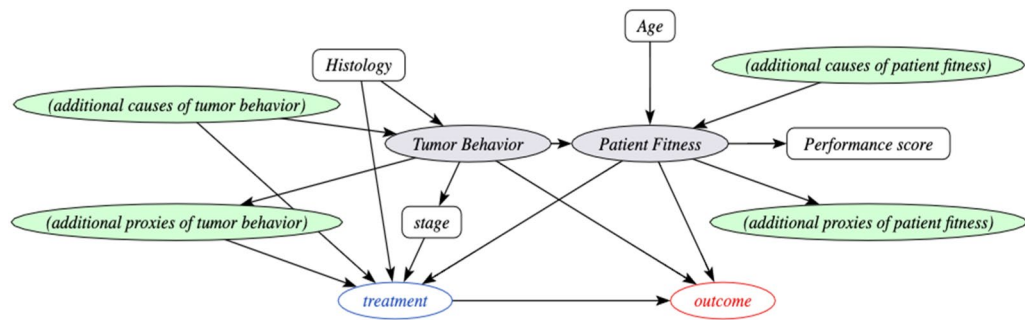 Age
Histology
(additional causes of patient fitness)
(additional causes of tumor behavior)
Tumor Behavior
Patient Fitness
Performance score
(additional proxies of tumor behavior)
stage
(additional proxies of patient fitness)
treatment
outcome